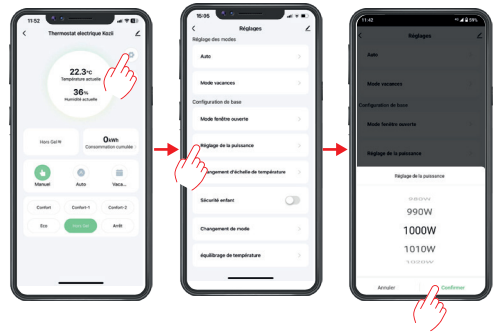 11:52
Thermostat electrique Kozii
22.3°C
Température actuelle
36%
Humidité actuelle
Hors Gel
0kWh
Consommation cumulée
Manuel
Auto
Vaca...
Confort
Confort-1
Confort-2
Eco
Hors Gel
Arrêt
15:05
Réglages
Réglage des modes
Auto
Mode vacances
Configuration de base
Mode fenêtre ouverte
Réglage de la puissance
Changement d'échelle de température
Sécurité enfant
Changement de mode
équilibrage de température
11:42
59%
Réglages
Auto
Mode vacances
Configuration de base
Mode fenêtre ouverte
Réglage de la puissance
Réglage de la puissance
980W
990W
1000W
1010W
1020W
Annuler
Confirmer